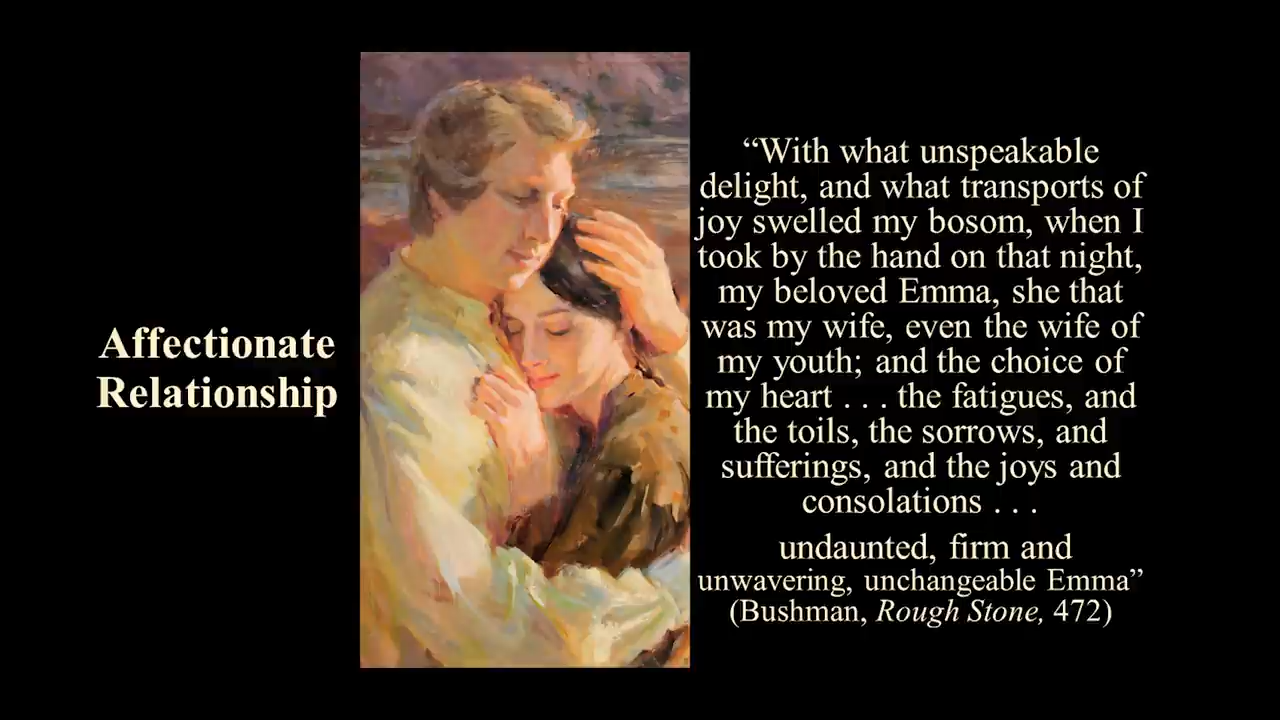 Affectionate
Relationship
“With what unspeakable
delight, and what transports of
joy swelled my bosom, when I
took by the hand on that night,
my beloved Emma, she that
was my wife, even the wife of
my youth; and the choice of
my heart . . . the fatigues, and
the toils, the sorrows, and
sufferings, and the joys and
consolations . . .
undaunted, firm and
unwavering, unchangeable Emma”
(Bushman, Rough Stone, 472)